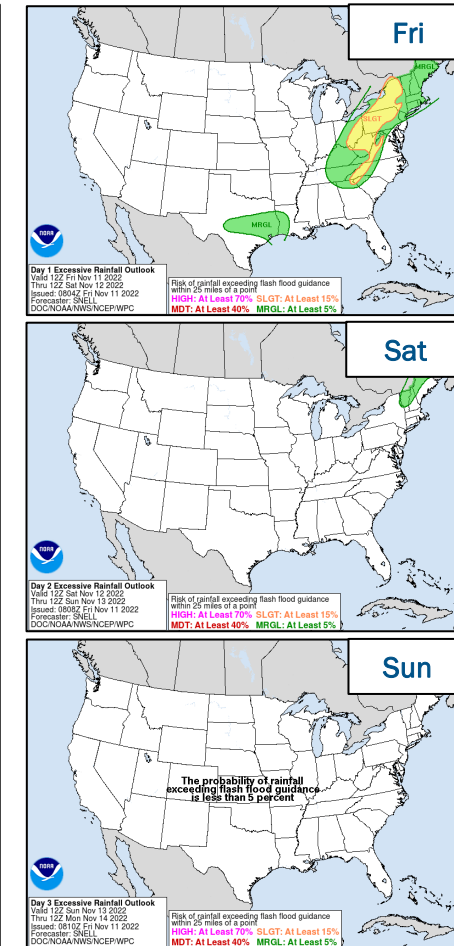 Fri
MRGL
SLGT
MRGL
NOAA
Day 1 Excessive Rainfall Outlook
Valid 12Z Fri Nov 11 2022
Thru 12Z Sat Nov 12 2022
Issued: 0804Z Fri Nov 11 2022
Forecaster: SNELL
DOC/NOAA/NWS/NCEP/WPC
Risk of rainfall exceeding flash flood guidance
within 25 miles of a point
HIGH: At Least 70% SLGT: At Least 15%
MDT: At Least 40% MRGL: At Least 5%
Sat
NOAA
Day 2 Excessive Rainfall Outlook
Valid 12Z Sat Nov 12 2022
Thru 12Z Sun Nov 13 2022
Issued: 0808Z Fri Nov 11 2022
Forecaster: SNELL
DOC/NOAA/NWS/NCEP/WPC
Risk of rainfall exceeding flash flood guidance
within 25 miles of a point
HIGH: At Least 70% SLGT: At Least 15%
MDT: At Least 40% MRGL: At Least 5%
Sun
The probability of rainfall
exceeding flash flood guidance
is less than 5 percent
NOAA
Day 3 Excessive Rainfall Outlook
Valid 12Z Sun Nov 13 2022
Thru 12Z Mon Nov 14 2022
Issued: 0810Z Fri Nov 11 2022
Forecaster: SNELL
DOC/NOAA/NWS/NCEP/WPC
Risk of rainfall exceeding flash flood guidance
within 25 miles of a point
HIGH: At Least 70% SLGT: At Least 15%
MDT: At Least 40% MRGL: At Least 5%